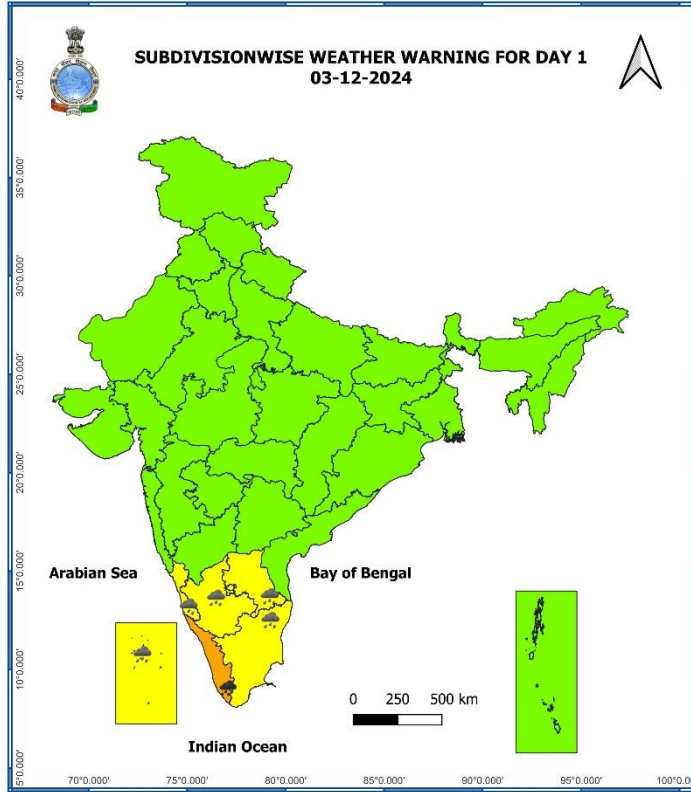 SUBDIVISIONWISE WEATHER WARNING FOR DAY 1
03-12-2024
40°0.000'
35°0.000'
30°0.000'
25°0.000'
20°0.000'
15°0.000'
10°0.000'
5°0.000'
Arabian Sea
Bay of Bengal
0 250 500 km
Indian Ocean
70°0.000' 75°0.000' 80°0.000' 85°0.000' 90°0.000' 95°0.000' 100°0.000'